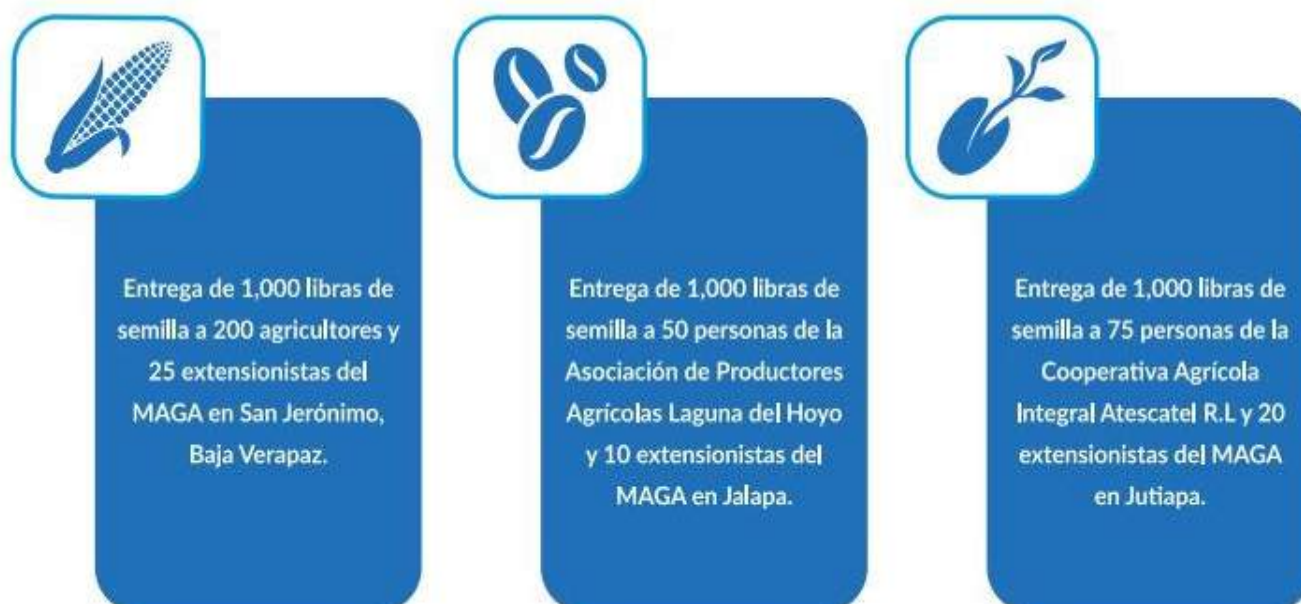 Entrega de 1,000 libras de
semilla a 200 agricultores y
25 extensionistas del
MAGA en San Jerónimo,
Baja Verapaz.
Entrega de 1,000 libras de
semilla a 50 personas de la
Asociación de Productores
Agrícolas Laguna del Hoyo
y 10 extensionistas del
MAGA en Jalapa.
Entrega de 1,000 libras de
semilla a 75 personas de la
Cooperativa Agrícola
Integral Atescatel R.L y 20
extensionistas del MAGA
en Jutiapa.